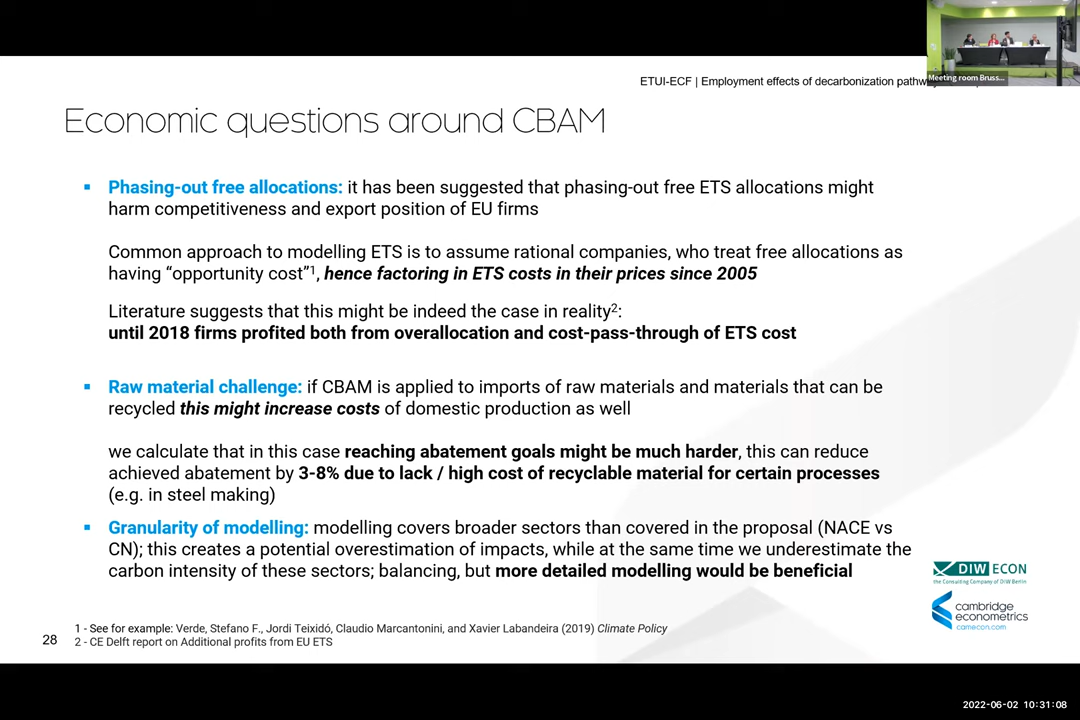 Meeting room Bruss...
ETUI-ECF | Employment effects of decarbonization pathw
Economic questions around CBAM
▪ Phasing-out free allocations: it has been suggested that phasing-out free ETS allocations might
harm competitiveness and export position of EU firms
Common approach to modelling ETS is to assume rational companies, who treat free allocations as
having “opportunity cost”¹, hence factoring in ETS costs in their prices since 2005
Literature suggests that this might be indeed the case in reality²:
until 2018 firms profited both from overallocation and cost-pass-through of ETS cost
▪ Raw material challenge: if CBAM is applied to imports of raw materials and materials that can be
recycled this might increase costs of domestic production as well
we calculate that in this case reaching abatement goals might be much harder, this can reduce
achieved abatement by 3-8% due to lack / high cost of recyclable material for certain processes
(e.g. in steel making)
▪ Granularity of modelling: modelling covers broader sectors than covered in the proposal (NACE vs
CN); this creates a potential overestimation of impacts, while at the same time we underestimate the
carbon intensity of these sectors; balancing, but more detailed modelling would be beneficial
DIW ECON
the Consulting Company of DIW Berlin
cambridge
econometrics
camecon.com
1 - See for example: Verde, Stefano F., Jordi Teixidó, Claudio Marcantonini, and Xavier Labandeira (2019) Climate Policy
2 - CE Delft report on Additional profits from EU ETS
28
2022-06-02 10:31:08